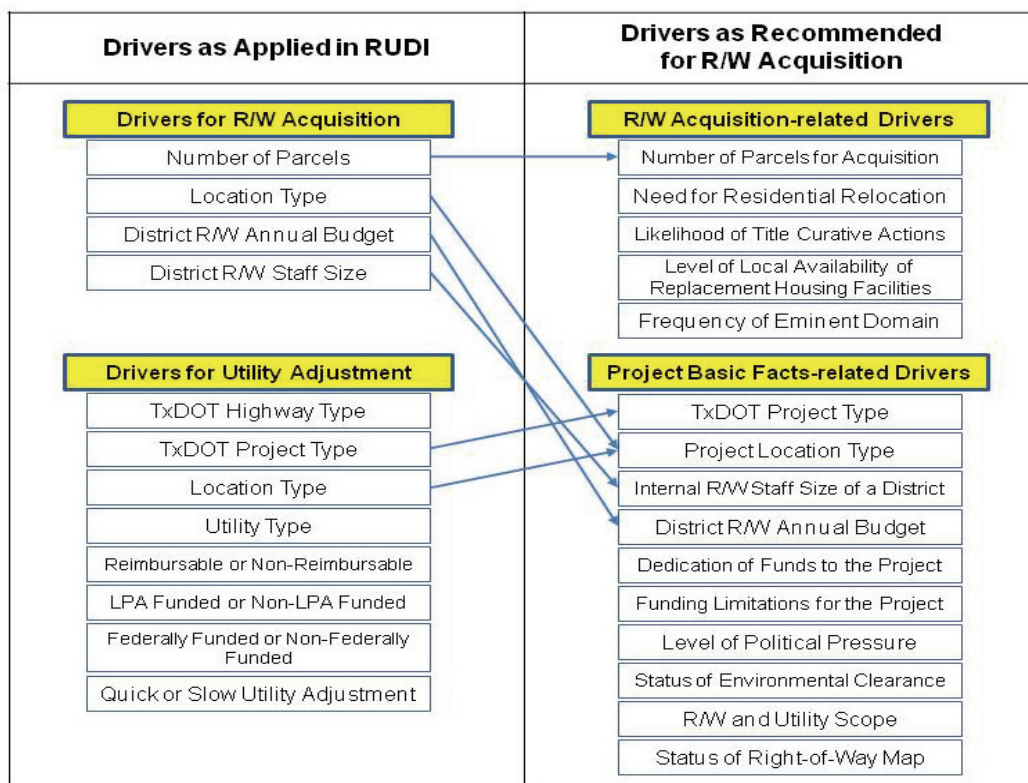 Drivers as Applied in RUDI
Drivers as Recommended
for R/W Acquisition
Drivers for R/W Acquisition
Number of Parcels
Location Type
District R/W Annual Budget
District R/W Staff Size
Drivers for Utility Adjustment
TxDOT Highway Type
TxDOT Project Type
Location Type
Utility Type
Reimbursable or Non-Reimbursable
LPA Funded or Non-LPA Funded
Federally Funded or Non-Federally
Funded
Quick or Slow Utility Adjustment
R/W Acquisition-related Drivers
Number of Parcels for Acquisition
Need for Residential Relocation
Likelihood of Title Curative Actions
Level of Local Availability of
Replacement Housing Facilities
Frequency of Eminent Domain
Project Basic Facts-related Drivers
TxDOT Project Type
Project Location Type
Internal R/W Staff Size of a District
District R/W Annual Budget
Dedication of Funds to the Project
Funding Limitations for the Project
Level of Political Pressure
Status of Environmental Clearance
R/W and Utility Scope
Status of Right-of-Way Map